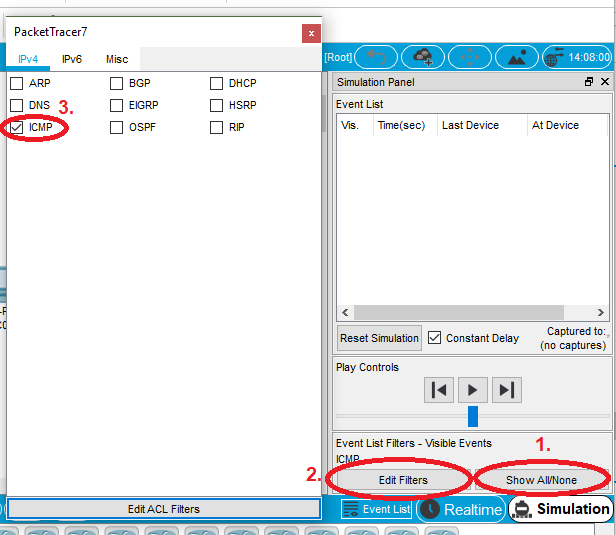 PacketTracer7
x
IPv4 IPv6 Misc
ARP BGP DHCP
DNS EIGRP HSRP
3.
ICMP OSPF RIP
Edit ACL Filters
[Root] 14:08:00
Simulation Panel
Event List
Vis. Time(sec) Last Device At Device
Reset Simulation Constant Delay Captured to:
(no captures)
Play Controls
Event List Filters - Visible Events
1.
ICMP
2.
Edit Filters Show All/None
Event List Realtime Simulation